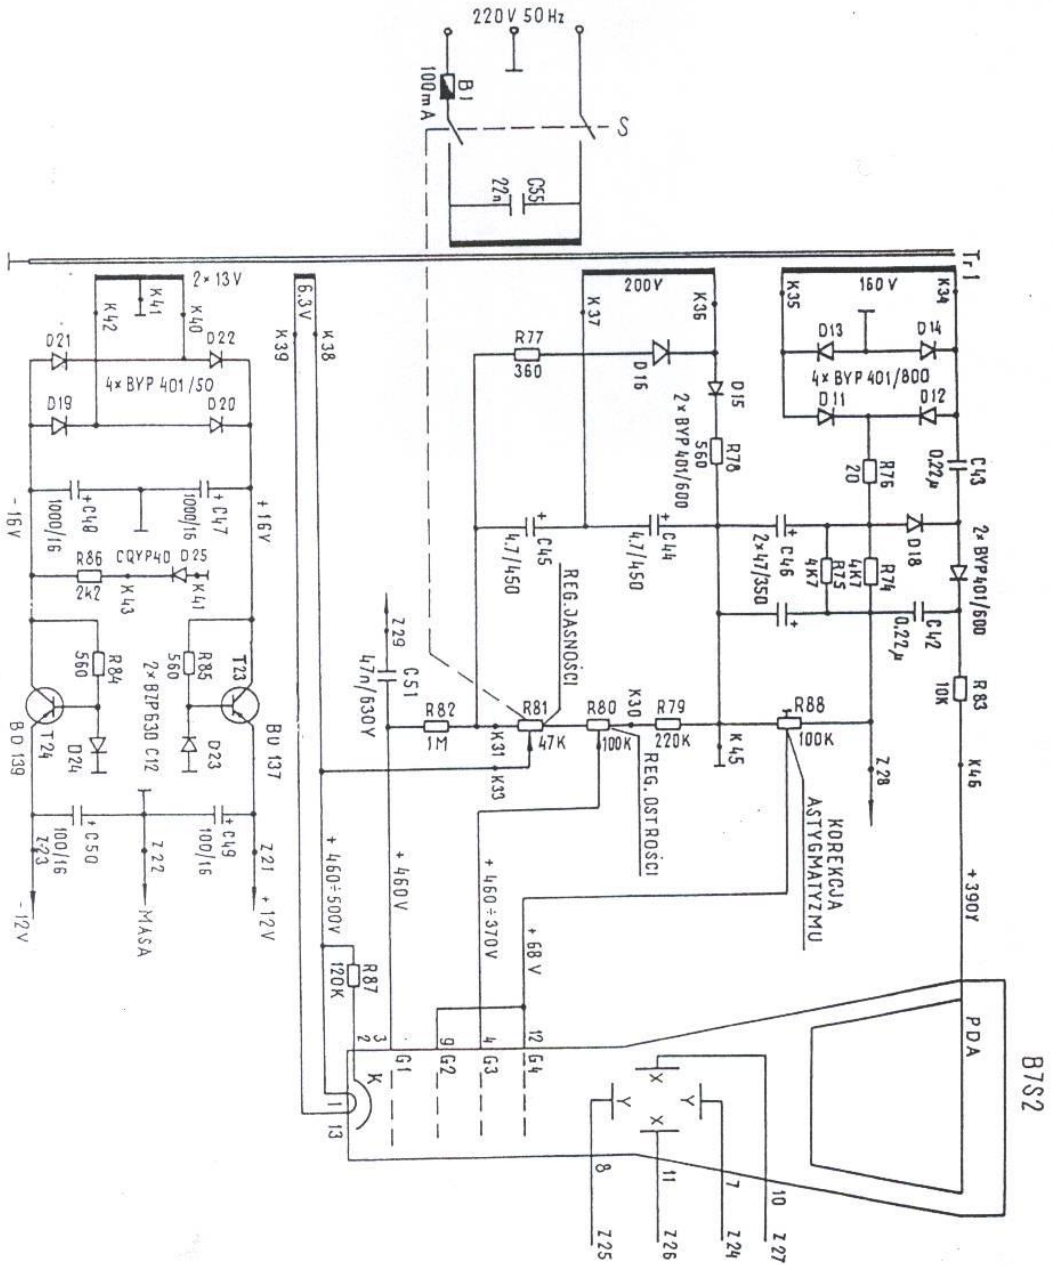 220V 50Hz
B1
100mA
S
C55
22n
Tr1
2×13V
K41
K42
K40
6.3V
K39
K38
200V
K37
K36
160V
K35
K34
D21
D22
4×BYP 401/50
D19
D20
R77
360
D16
D15
2×BYP401/600
R78
560
D13
D14
4×BYP 401/800
D11
D12
R76
20
C43
0,22µ
-16V
+16V
+C48
1000/16
+C47
1000/16
R86
2k2
CQYP40
D25
K43
K41
+C45
4.7/450
+C44
4.7/450
+C46
2×47/350
+
R75
4K7
R74
4K7
D18
2×BYP401/600
C42
0.22µ
R83
10K
R84
560
R85
560
2×BZP630 C12
T23
T24
BD 139
BU 137
D24
D23
Z29
C51
47n/630Y
R82
1M
K31
K33
R81
47K
REG.JASNOŚCI
R80
100K
REG. OSTROŚCI
K30
R79
220K
K45
R88
100K
KOREKCJA
ASTYGMATYZMU
Z28
K46
+C50
100/16
+C49
100/16
Z-23
Z22
Z21
-12V
MASA
+12V
+460÷500V
+460V
+460÷370V
+68V
+390Y
R87
120K
2
3
9
4
12
K
G1
G2
G3
G4
1
13
X
Y
X
Y
PDA
B7S2
8
11
7
10
Z25
Z26
Z24
Z27